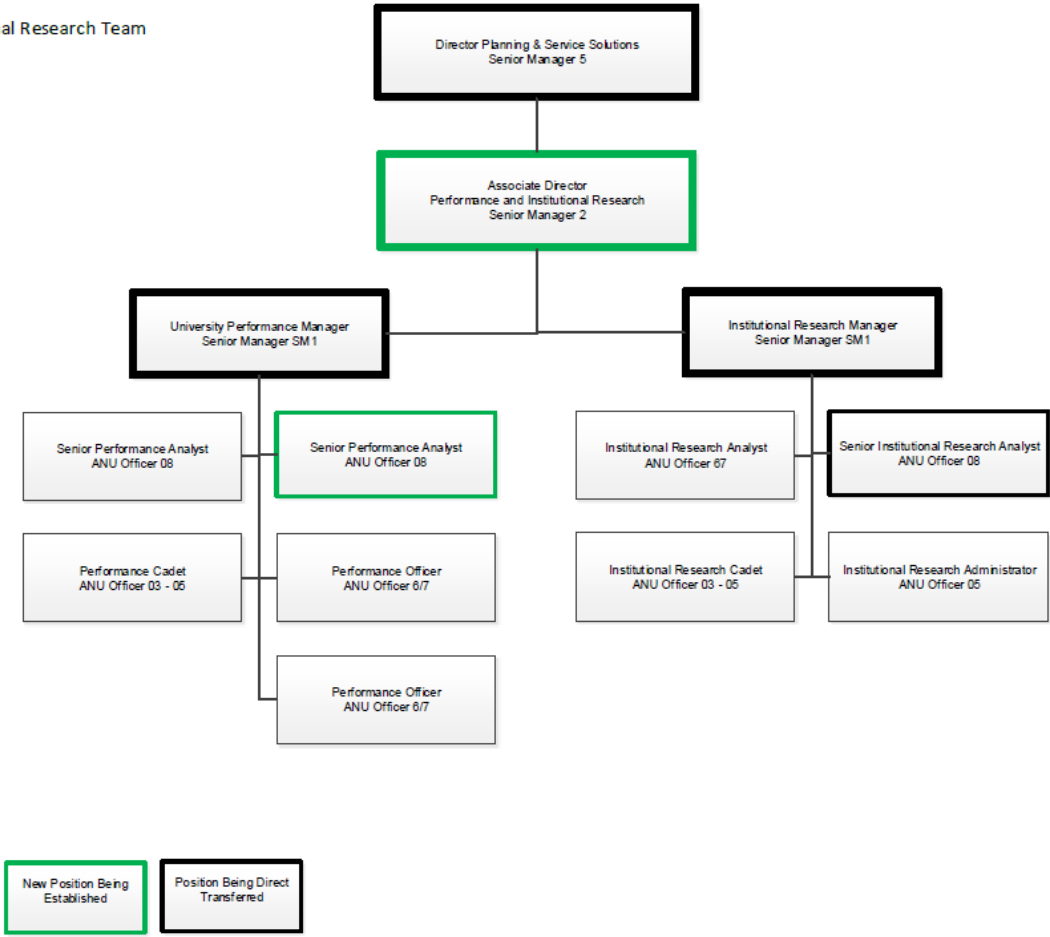 al Research Team
Director Planning & Service Solutions
Senior Manager 5
Associate Director
Performance and Institutional Research
Senior Manager 2
University Performance Manager
Senior Manager SM1
Institutional Research Manager
Senior Manager SM1
Senior Performance Analyst
ANU Officer 08
Senior Performance Analyst
ANU Officer 08
Institutional Research Analyst
ANU Officer 67
Senior Institutional Research Analyst
ANU Officer 08
Performance Cadet
ANU Officer 03 - 05
Performance Officer
ANU Officer 6/7
Institutional Research Cadet
ANU Officer 03 - 05
Institutional Research Administrator
ANU Officer 05
Performance Officer
ANU Officer 6/7
New Position Being
Established
Position Being Direct
Transferred